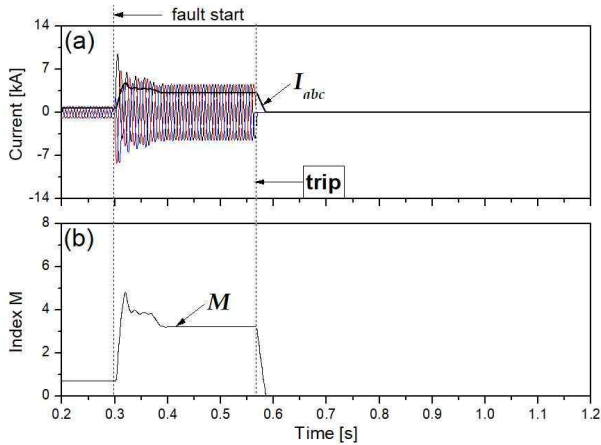 fault start
14
(a)
7
0
-7
-14
Current [kA]
Iabc
trip
8
(b)
6
4
2
0
Index M
M
0.2 0.3 0.4 0.5 0.6 0.7 0.8 0.9 1.0 1.1 1.2
Time [s]